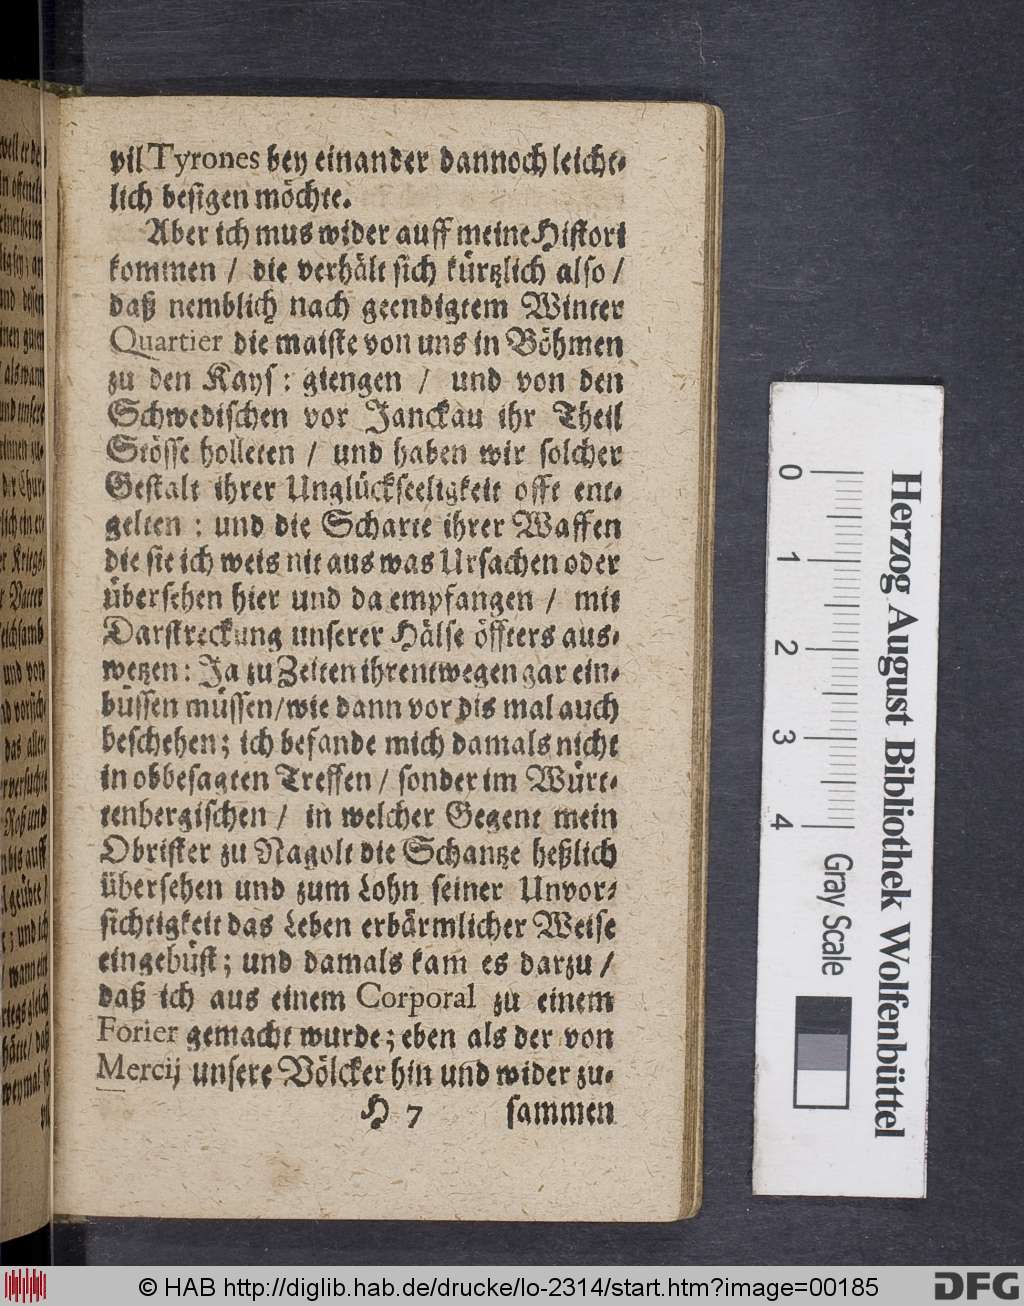 vil Tyrones bey einander dannoch leicht-
lich besigen möchte.
Aber ich mus wider auff meine Histori
kommen / die verhält sich kürtzlich also /
daß nemblich nach geendigtem Winter
Quartier die maiste von uns in Böhmen
zu den Kays: giengen / und von den
Schwedischen vor Janckau ihr Theil
Stösse holleten / und haben wir solcher
Gestalt ihrer Unglückseeligkeit offt ent-
gelten: und die Scharte ihrer Waffen
die sie ich weis nit aus was Ursachen oder
übersehen hier und da empfangen / mit
Darstreckung unserer Hälse öffters aus-
wetzen: Ja zu Zeiten ihrentwegen gar ein-
büssen müssen/wie dann vor dis mal auch
beschehen; ich befande mich damals nicht
in obbesagten Treffen / sonder im Würt-
tenbergischen / in welcher Gegent mein
Obrister zu Nagolt die Schantze heßlich
übersehen und zum Lohn seiner Unvor-
sichtigkeit das Leben erbärmlicher Weise
eingebüst; und damals kam es darzu /
daß ich aus einem Corporal zu einem
Forier gemacht wurde; eben als der von
Mercij unsere Völcker hin und wider zu-
H 7 sammen
0 1 2 3 4
Gray Scale
Herzog August Bibliothek Wolfenbüttel
© HAB http://diglib.hab.de/drucke/lo-2314/start.htm?image=00185
DFG